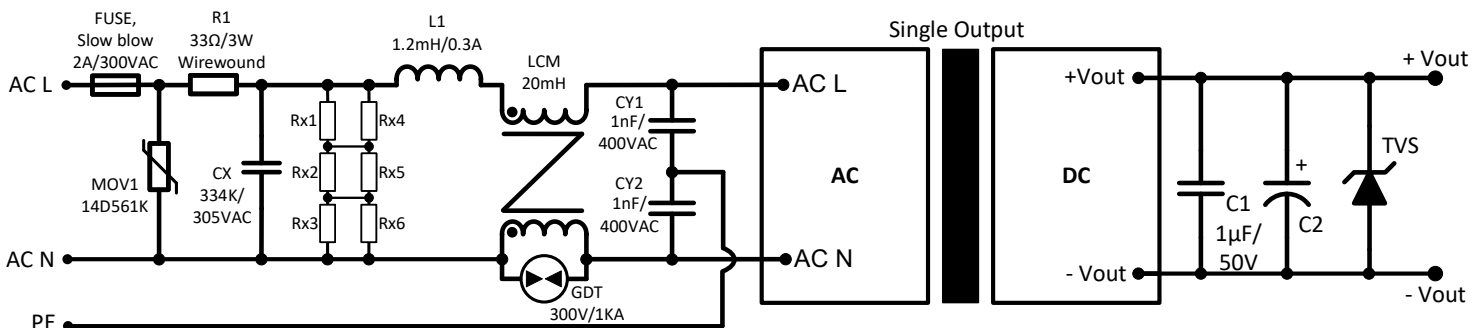 FUSE,
Slow blow
2A/300VAC
R1
33Ω/3W
Wirewound
L1
1.2mH/0.3A
LCM
20mH
Single Output
AC L
AC L
+Vout
+ Vout
CY1
1nF/
400VAC
Rx1
Rx4
MOV1
14D561K
CX
334K/
305VAC
Rx2
Rx5
Rx3
Rx6
CY2
1nF/
400VAC
AC
DC
C1
1µF/
50V
+
C2
TVS
AC N
AC N
- Vout
- Vout
GDT
300V/1KA
PE